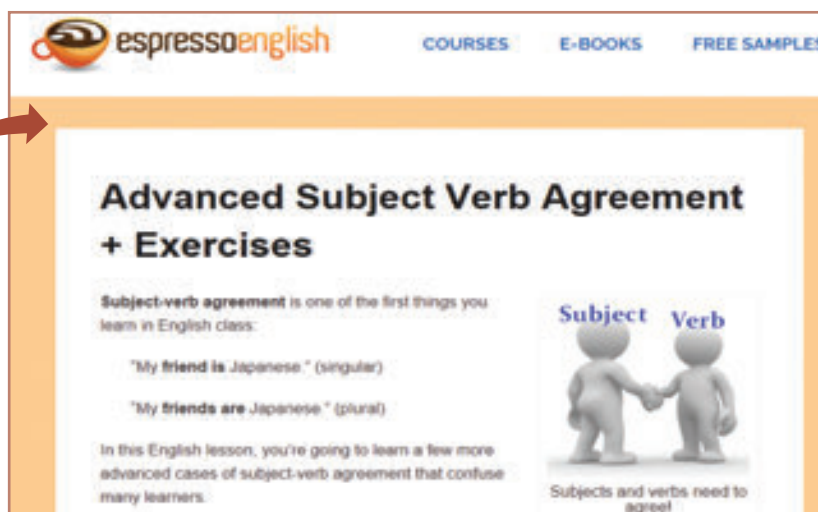 espressoenglish
COURSES E-BOOKS FREE SAMPLES
Advanced Subject Verb Agreement
+ Exercises
Subject-verb agreement is one of the first things you
learn in English class:
"My friend is Japanese." (singular)
"My friends are Japanese." (plural)
In this English lesson, you're going to learn a few more
advanced cases of subject-verb agreement that confuse
many learners.
Subject Verb
Subjects and verbs need to
agree!